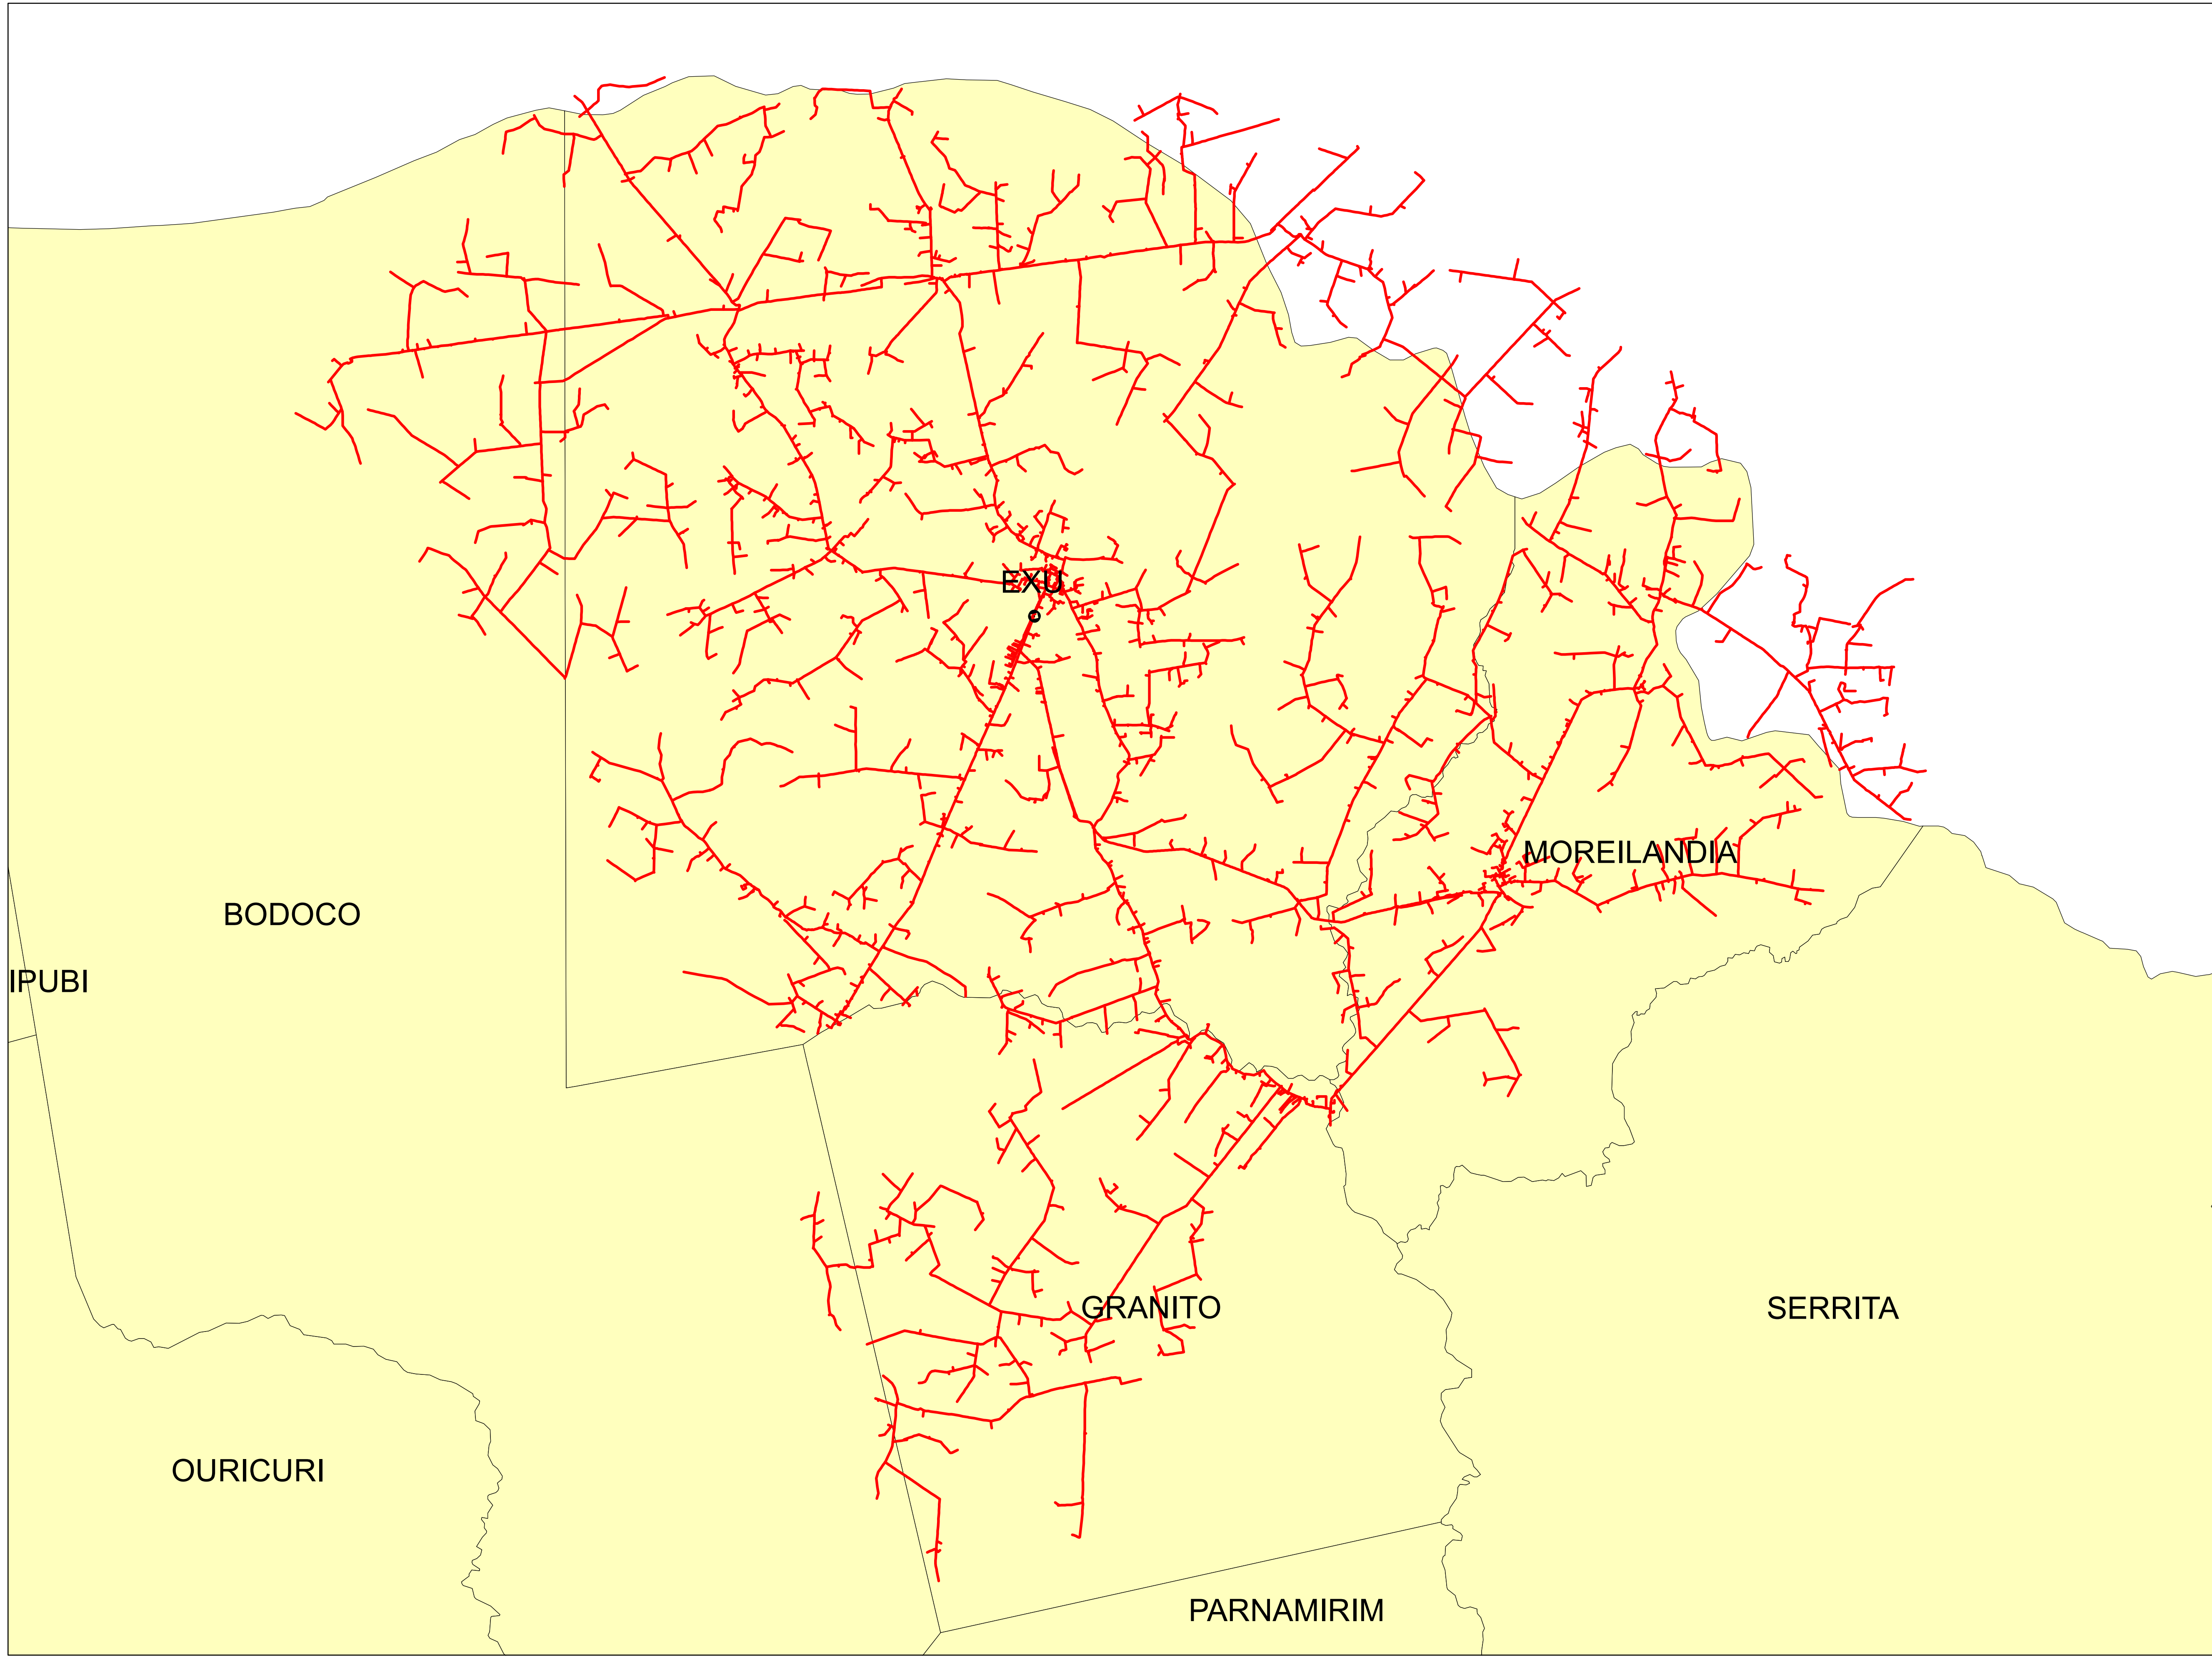 EXU
MOREILANDIA
BODOCO
IPUBI
GRANITO
SERRITA
OURICURI
PARNAMIRIM